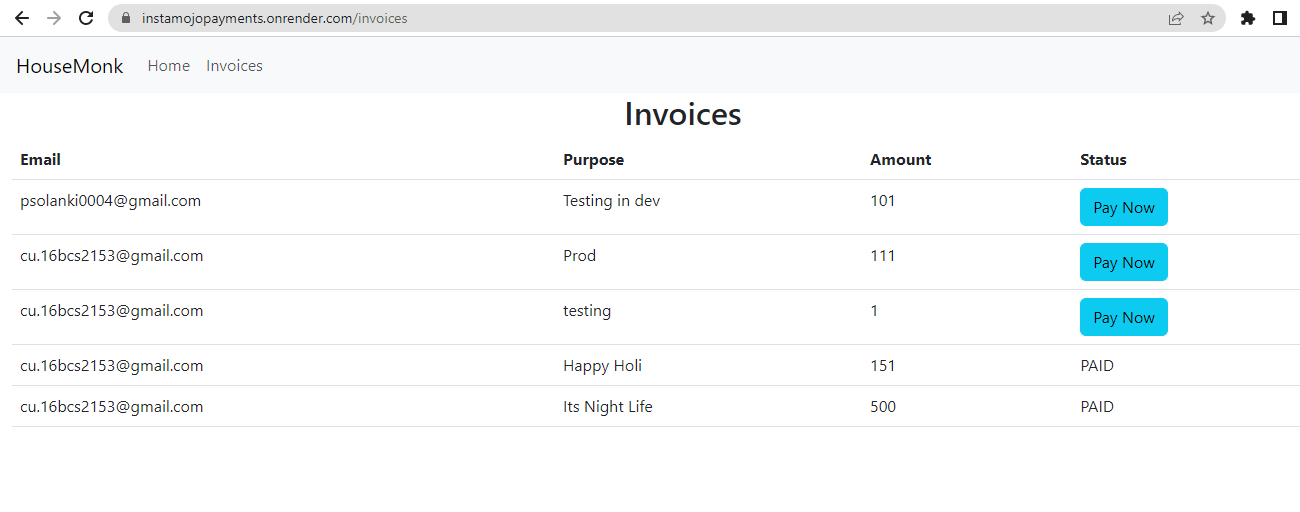 instamojopayments.onrender.com/invoices
HouseMonk Home Invoices
Invoices
Email Purpose Amount Status
psolanki0004@gmail.com Testing in dev 101 Pay Now
cu.16bcs2153@gmail.com Prod 111 Pay Now
cu.16bcs2153@gmail.com testing 1 Pay Now
cu.16bcs2153@gmail.com Happy Holi 151 PAID
cu.16bcs2153@gmail.com Its Night Life 500 PAID